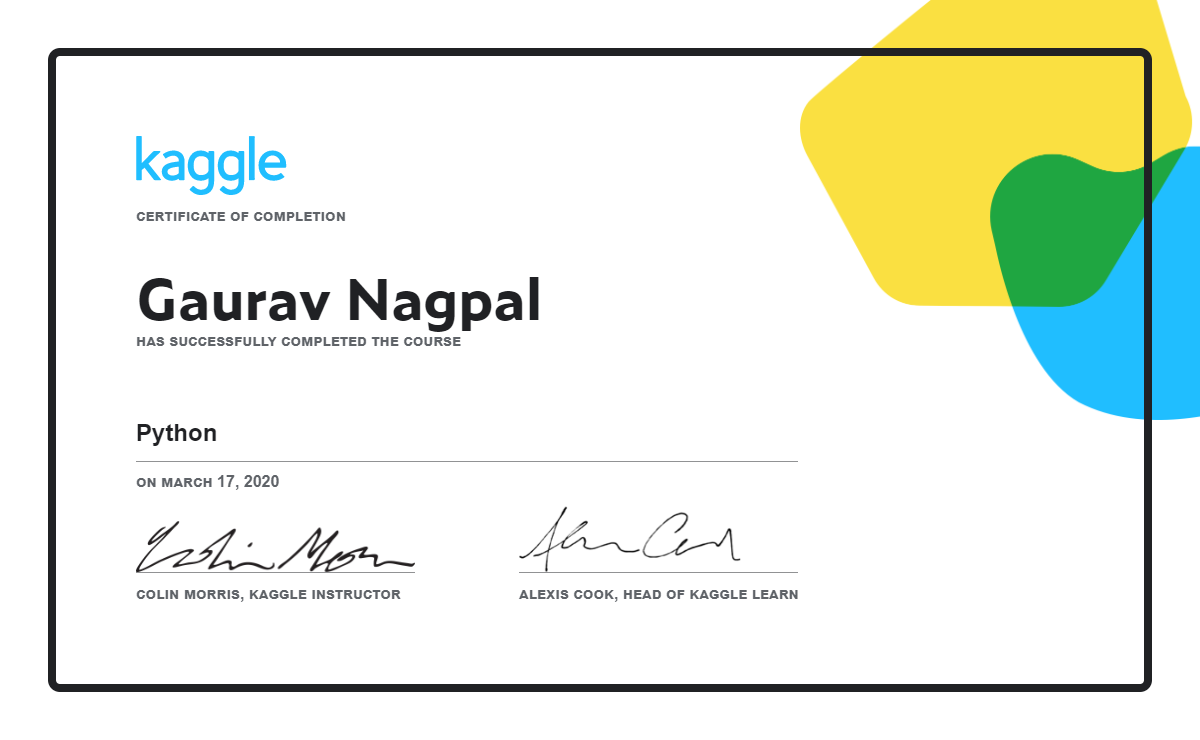 kaggle
CERTIFICATE OF COMPLETION
Gaurav Nagpal
HAS SUCCESSFULLY COMPLETED THE COURSE
Python
ON MARCH 17, 2020
Colin Morris
Alexis Cook
COLIN MORRIS, KAGGLE INSTRUCTOR
ALEXIS COOK, HEAD OF KAGGLE LEARN